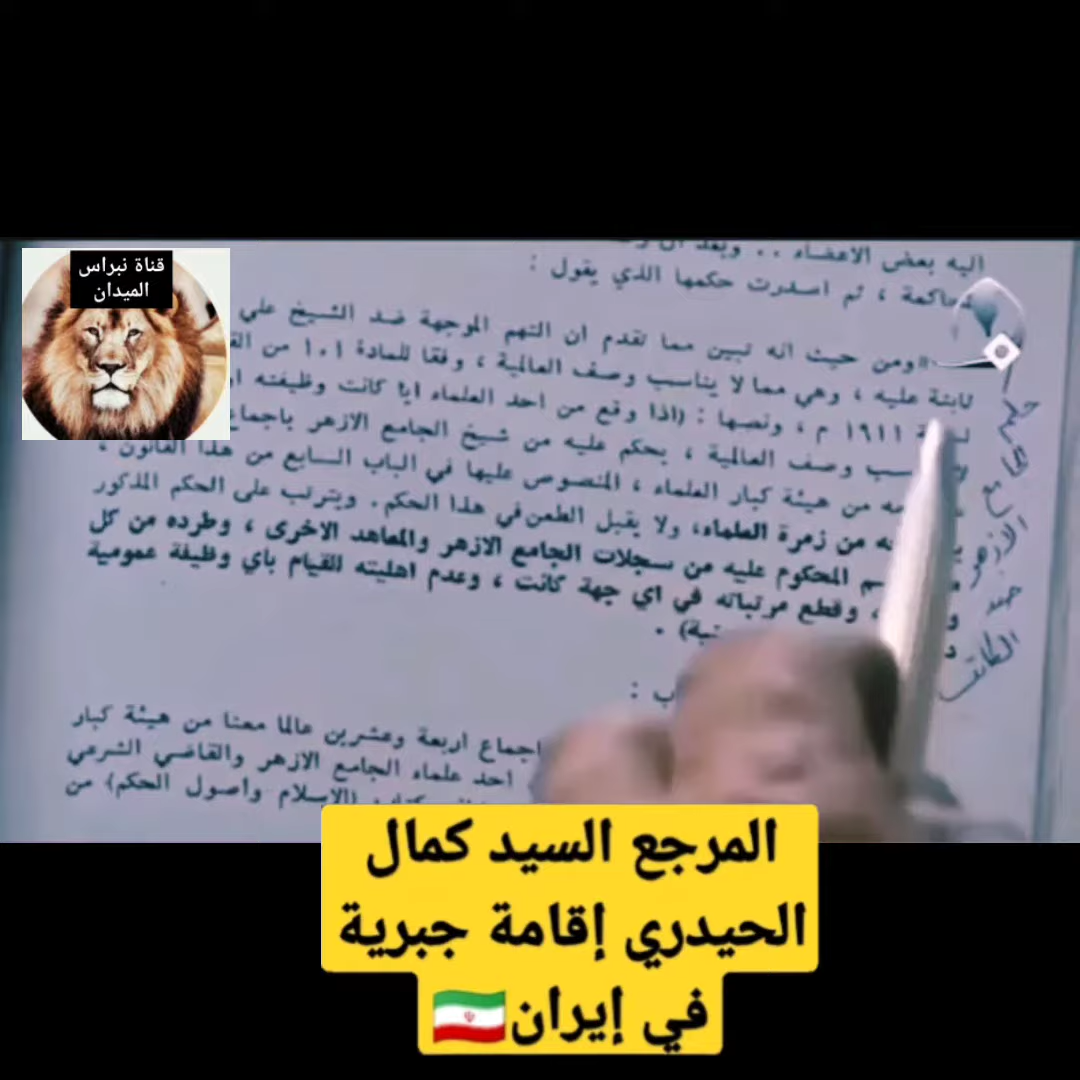 قناة نبراس
الميدان
اليه بعض الاعضاء . . وبعد ان
، ثم اصدرت حكمها الذي يقول :
«ومن حيث انه تبين مما تقدم ان التهم الموجهة ضد الشيخ علي
ثابتة عليه ، وهي مما لا يناسب وصف العالمية ، وفقا للمادة ١٠١ من
١٩١١ م ، ونصها : (اذا وقع من احد العلماء ايا كانت وظيفته
وصف العالمية ، يحكم عليه من شيخ الجامع الازهر باجماع
من هيئة كبار العلماء ، المنصوص عليها في الباب السابع من هذا القانون ،
من زمرة العلماء، ولا يقبل الطعن في هذا الحكم. ويترتب على الحكم المذكور
المحكوم عليه من سجلات الجامع الازهر والمعاهد الاخرى ، وطرده من كل
، وقطع مرتباته في اي جهة كانت ، وعدم اهليته للقيام باي وظيفة عمومية
اجماع اربعة وعشرين عالما معنا من هيئة كبار
احد علماء الجامع الازهر والقاضي الشرعي
كتاب (الاسلام واصول الحكم) من
الازهر
ضد
المرجع السيد كمال
الحيدري إقامة جبرية
في إيران🇮🇷